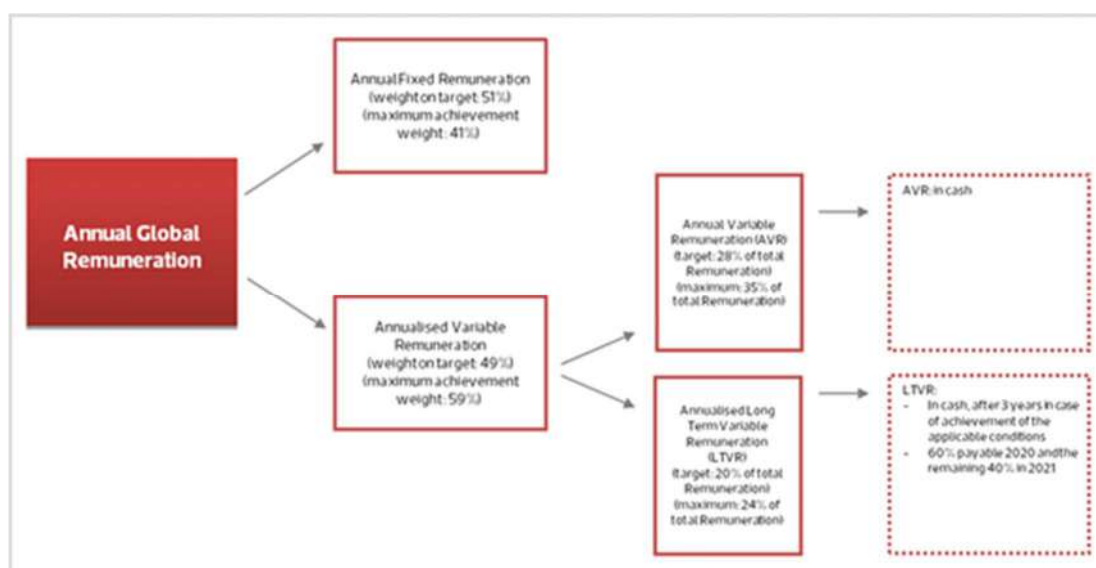 Annual Fixed Remuneration
(weight on target: 51%)
(maximum achievement
weight: 41%)
Annual Global
Remuneration
Annualised Variable
Remuneration
(weight on target: 49%)
(maximum achievement
weight: 59%)
Annual Variable
Remuneration (AVR)
(target: 28% of total
Remuneration)
(maximum: 35% of
total Remuneration)
AVR: in cash
Annualised Long
Term Variable
Remuneration
(LTVR)
(target: 20% of total
Remuneration)
(maximum: 24% of
total Remuneration)
LTVR:
- In cash, after 3 years in case
of achievement of the
applicable conditions
- 60% payable 2020 and the
remaining 40% in 2021